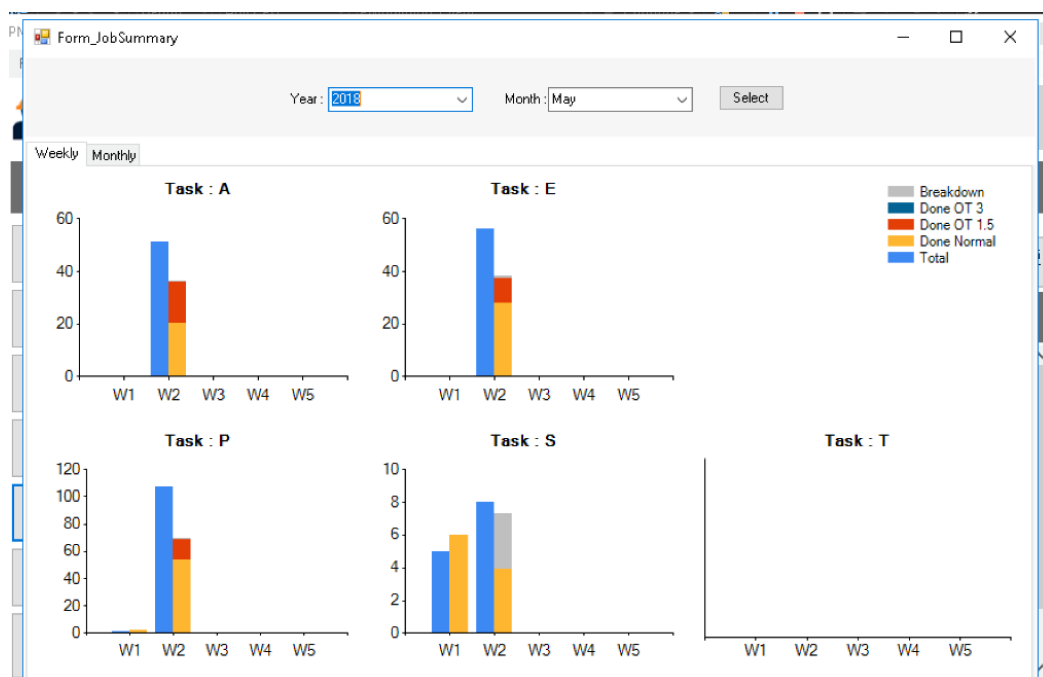 Form_JobSummary
Year : 2018 Month : May Select
Weekly Monthly
Task : A
60
40
20
0
W1 W2 W3 W4 W5
Task : E
60
40
20
0
W1 W2 W3 W4 W5
Breakdown
Done OT 3
Done OT 1.5
Done Normal
Total
Task : P
120
100
80
60
40
20
0
W1 W2 W3 W4 W5
Task : S
10
8
6
4
2
0
W1 W2 W3 W4 W5
Task : T
W1 W2 W3 W4 W5